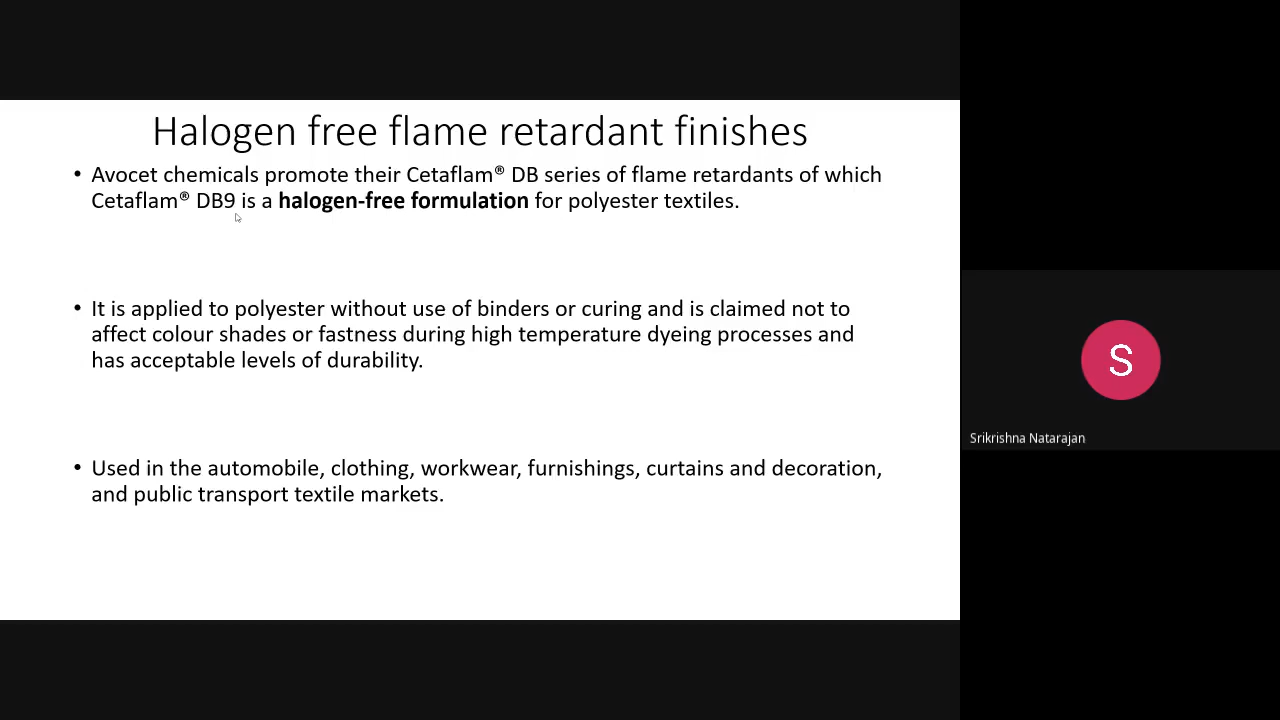 Halogen free flame retardant finishes
• Avocet chemicals promote their Cetaflam® DB series of flame retardants of which
Cetaflam® DB9 is a halogen-free formulation for polyester textiles.
• It is applied to polyester without use of binders or curing and is claimed not to
affect colour shades or fastness during high temperature dyeing processes and
has acceptable levels of durability.
• Used in the automobile, clothing, workwear, furnishings, curtains and decoration,
and public transport textile markets.
S
Srikrishna Natarajan